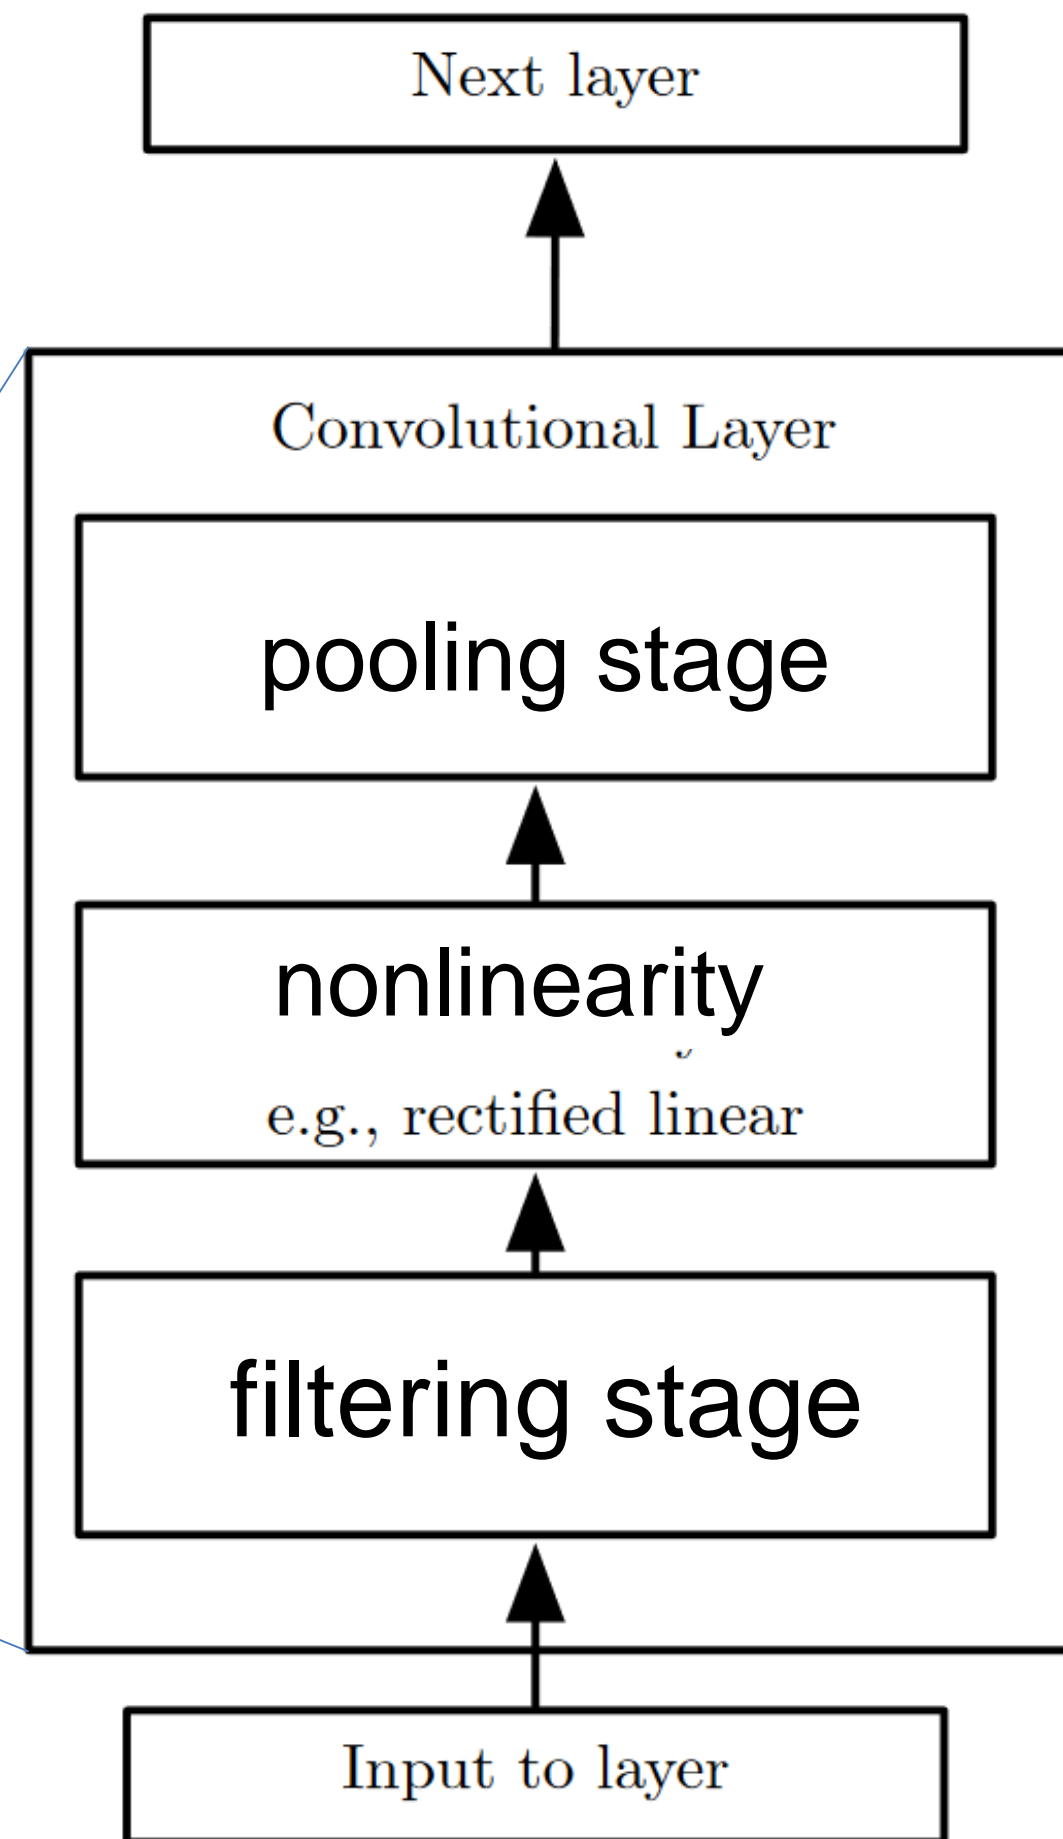 Next layer
Convolutional Layer
pooling stage
nonlinearity
e.g., rectified linear
filtering stage
Input to layer